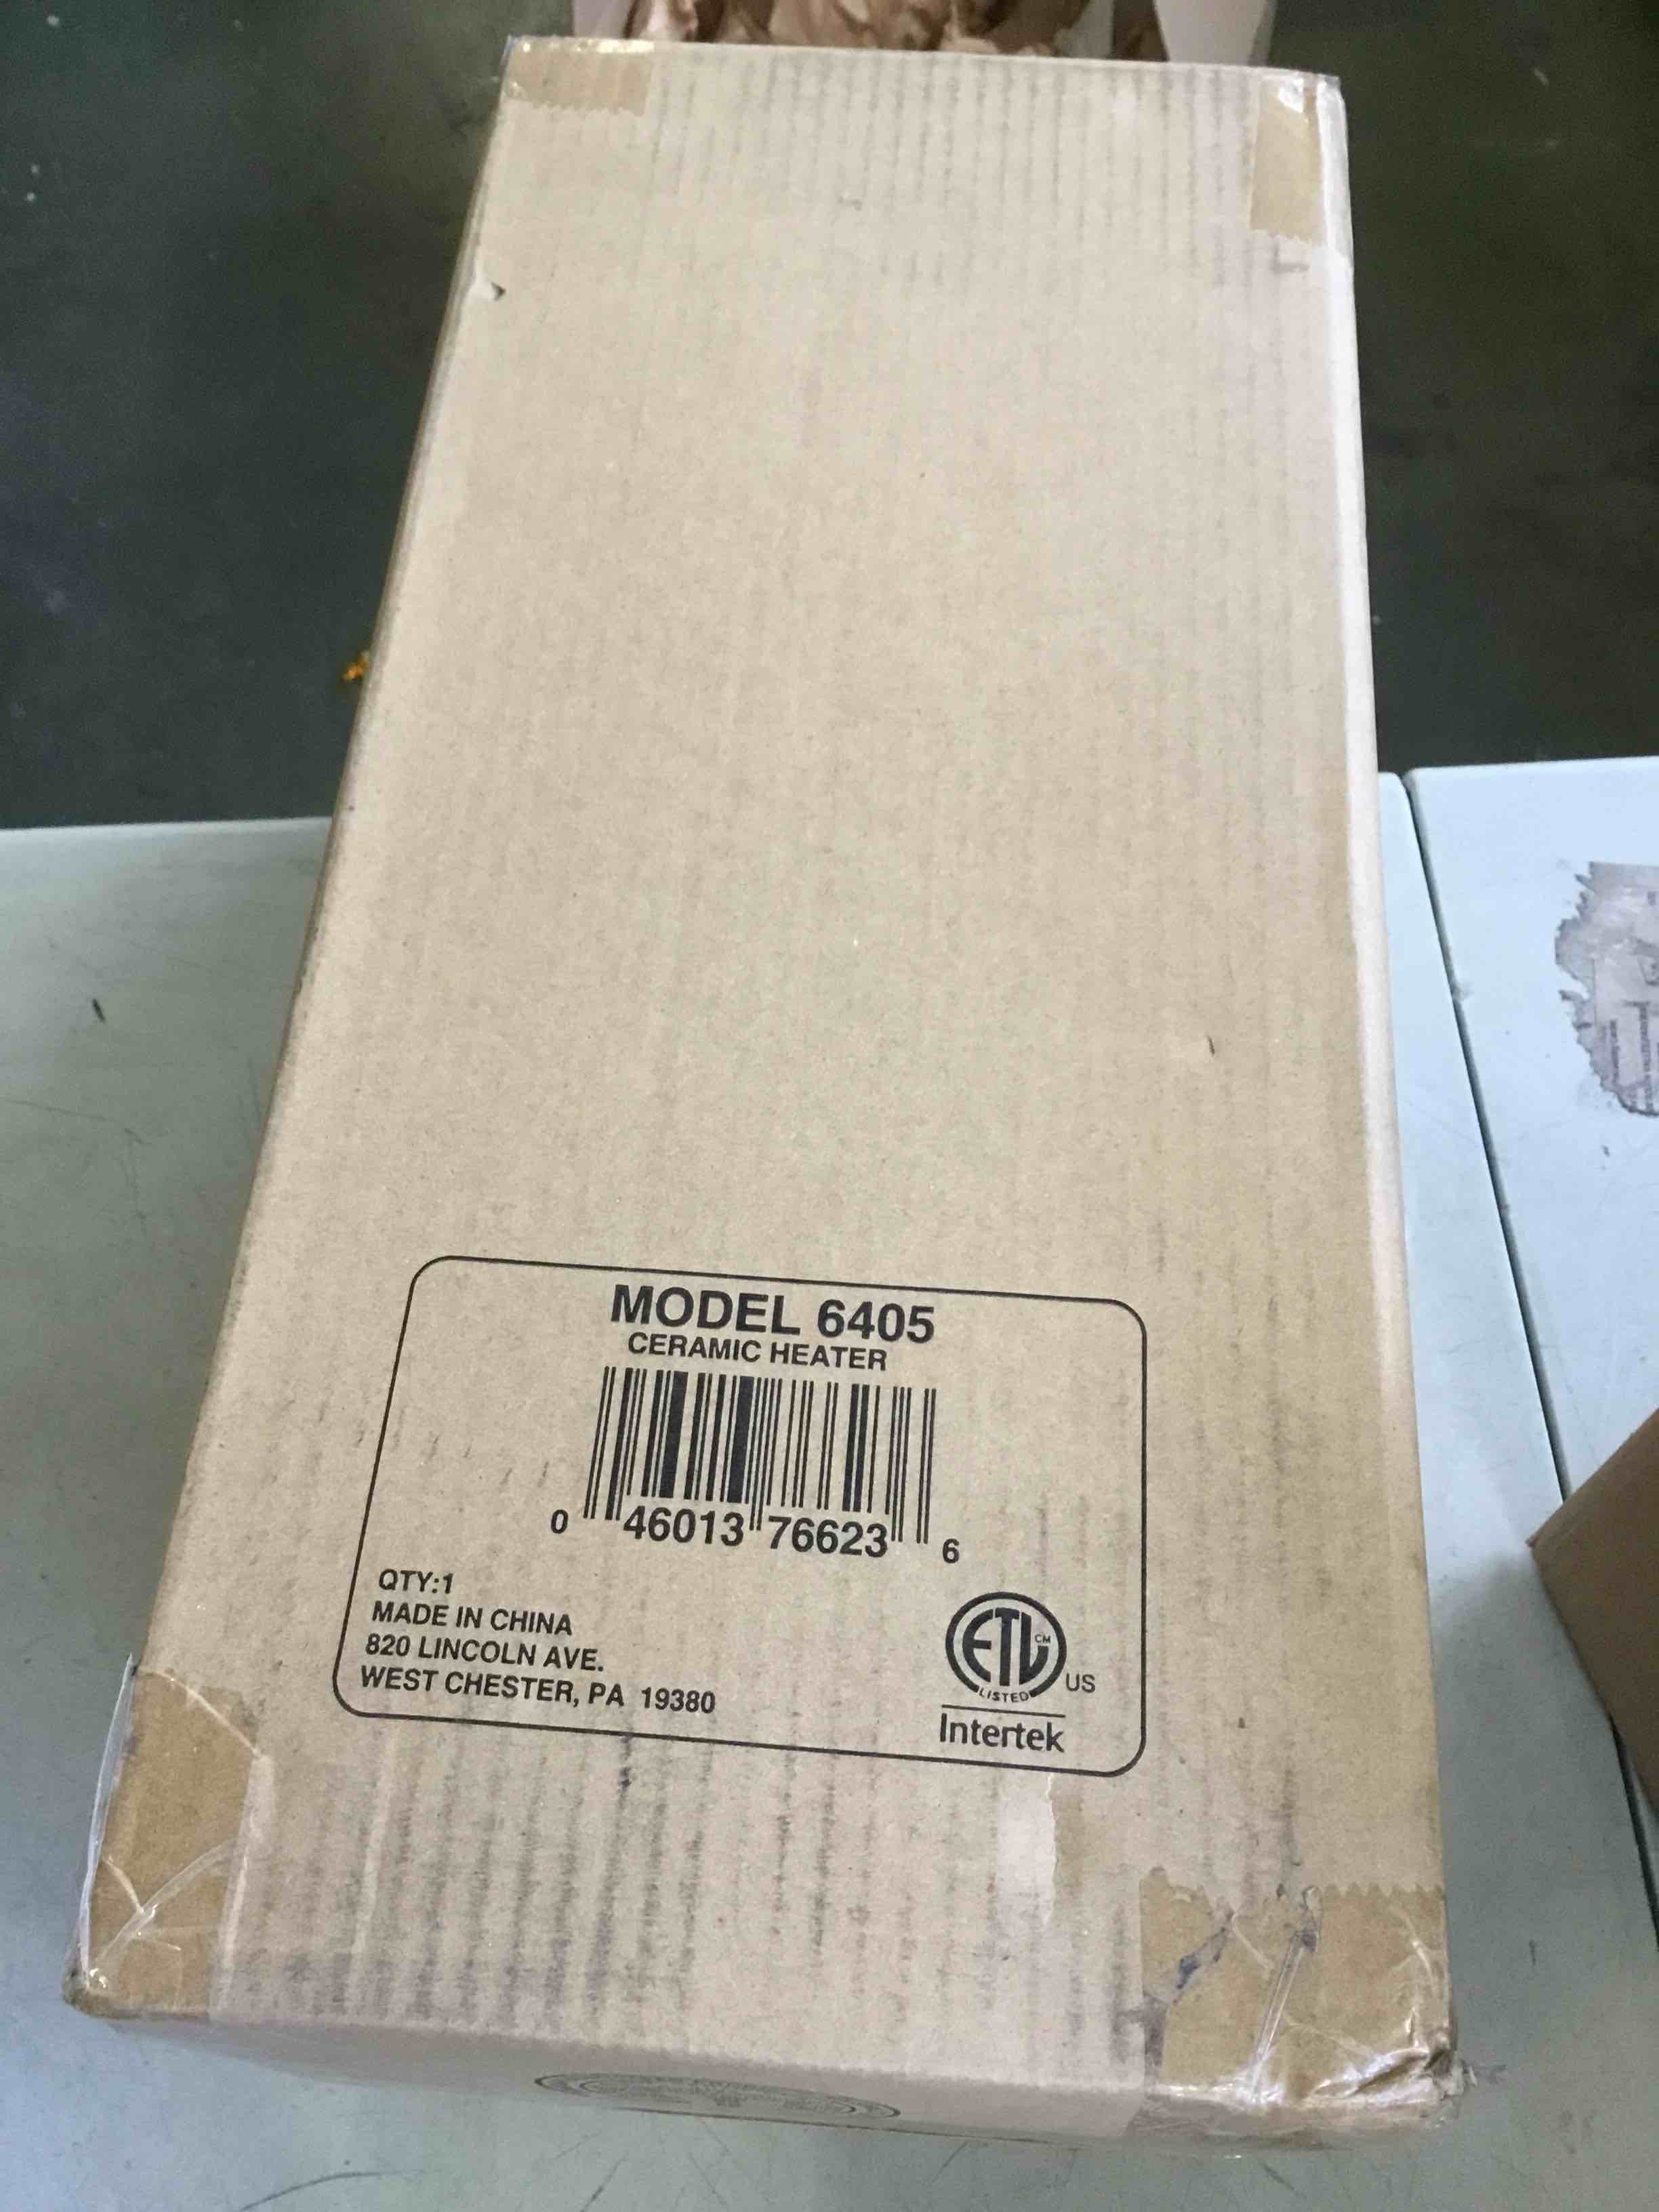 MODEL 6405
CERAMIC HEATER
0 46013 76623 6
QTY:1
MADE IN CHINA
820 LINCOLN AVE.
WEST CHESTER, PA 19380
ETL CM
LISTED
US
Intertek